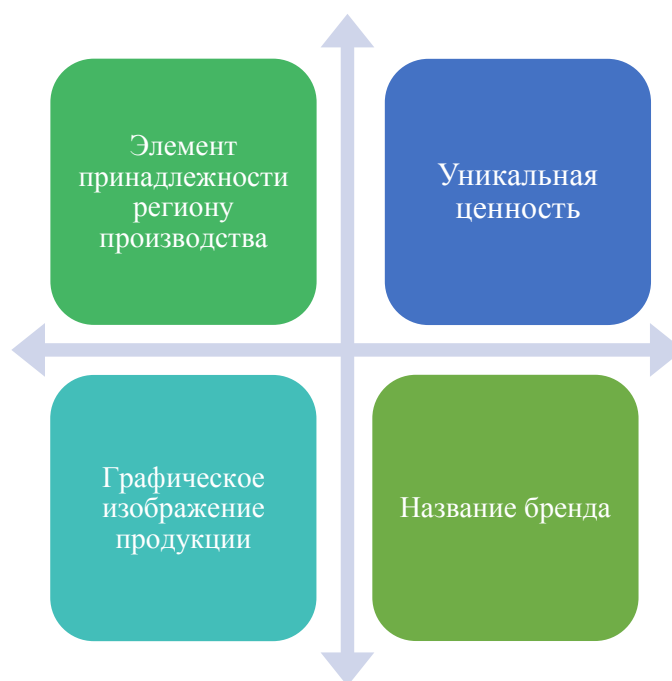 Элемент
принадлежности
региону
производства
Уникальная
ценность
Графическое
изображение
продукции
Название бренда